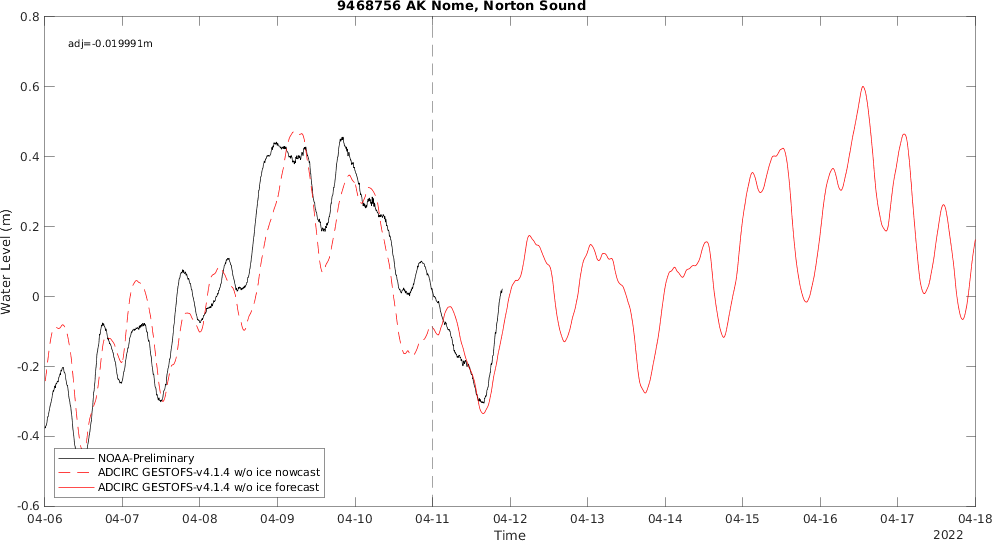 9468756 AK Nome, Norton Sound
adj=-0.019991m
0.8
0.6
0.4
0.2
0
-0.2
-0.4
-0.6
Water Level (m)
NOAA-Preliminary
ADCIRC GESTOFS-v4.1.4 w/o ice nowcast
ADCIRC GESTOFS-v4.1.4 w/o ice forecast
04-06 04-07 04-08 04-09 04-10 04-11 04-12 04-13 04-14 04-15 04-16 04-17 04-18
Time
2022